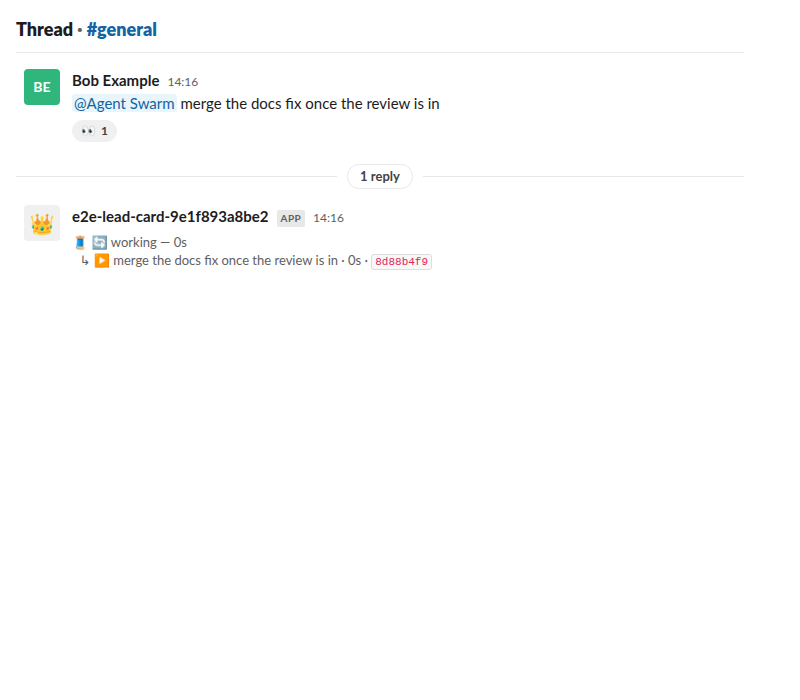 Thread • #general
BE
Bob Example 14:16
@Agent Swarm merge the docs fix once the review is in
👀 1
1 reply
e2e-lead-card-9e1f893a8be2 APP 14:16
🧵 🔄 working — 0s
↳ ▶️ merge the docs fix once the review is in · 0s · 8d88b4f9